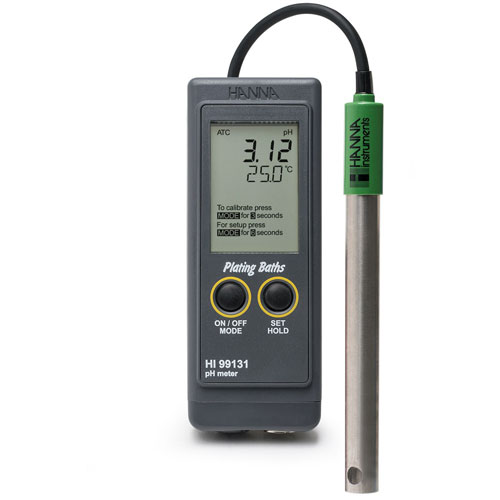 HANNA
ATC pH
3.12
25.0°C
To calibrate press
MODE for 3 seconds
For setup press
MODE for 6 seconds
Plating Baths
ON / OFF
MODE
SET
HOLD
HI 99131
pH meter
HANNA
instruments